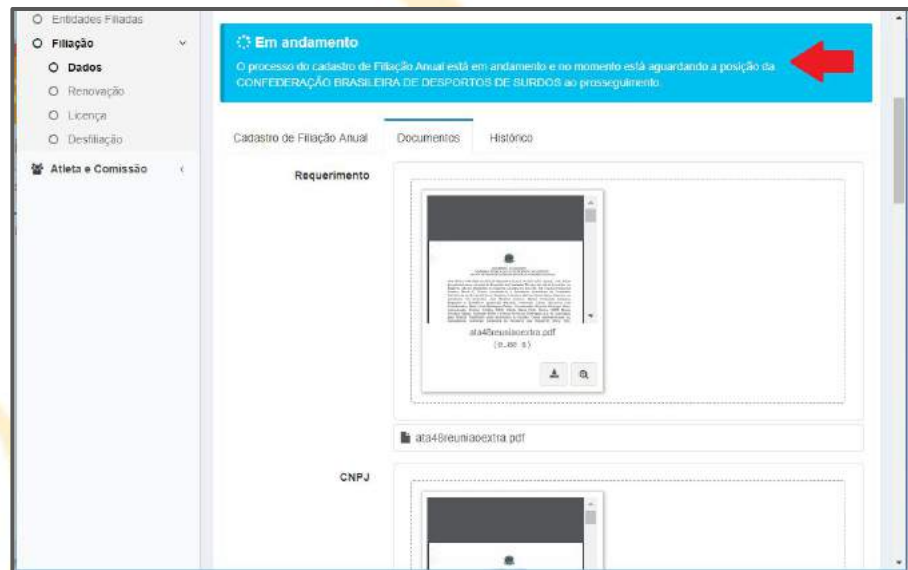 Entidades Filiadas
Filiação
Dados
Renovação
Licença
Desfiliação
Atleta e Comissão
Em andamento
O processo do cadastro de Filiação Anual está em andamento e no momento está aguardando a posição da
CONFEDERAÇÃO BRASILEIRA DE DESPORTOS DE SURDOS ao prosseguimento.
Cadastro de Filiação Anual Documentos Histórico
Requerimento
ata48reuniaoextra.pdf
ata48reuniaoextra.pdf
CNPJ